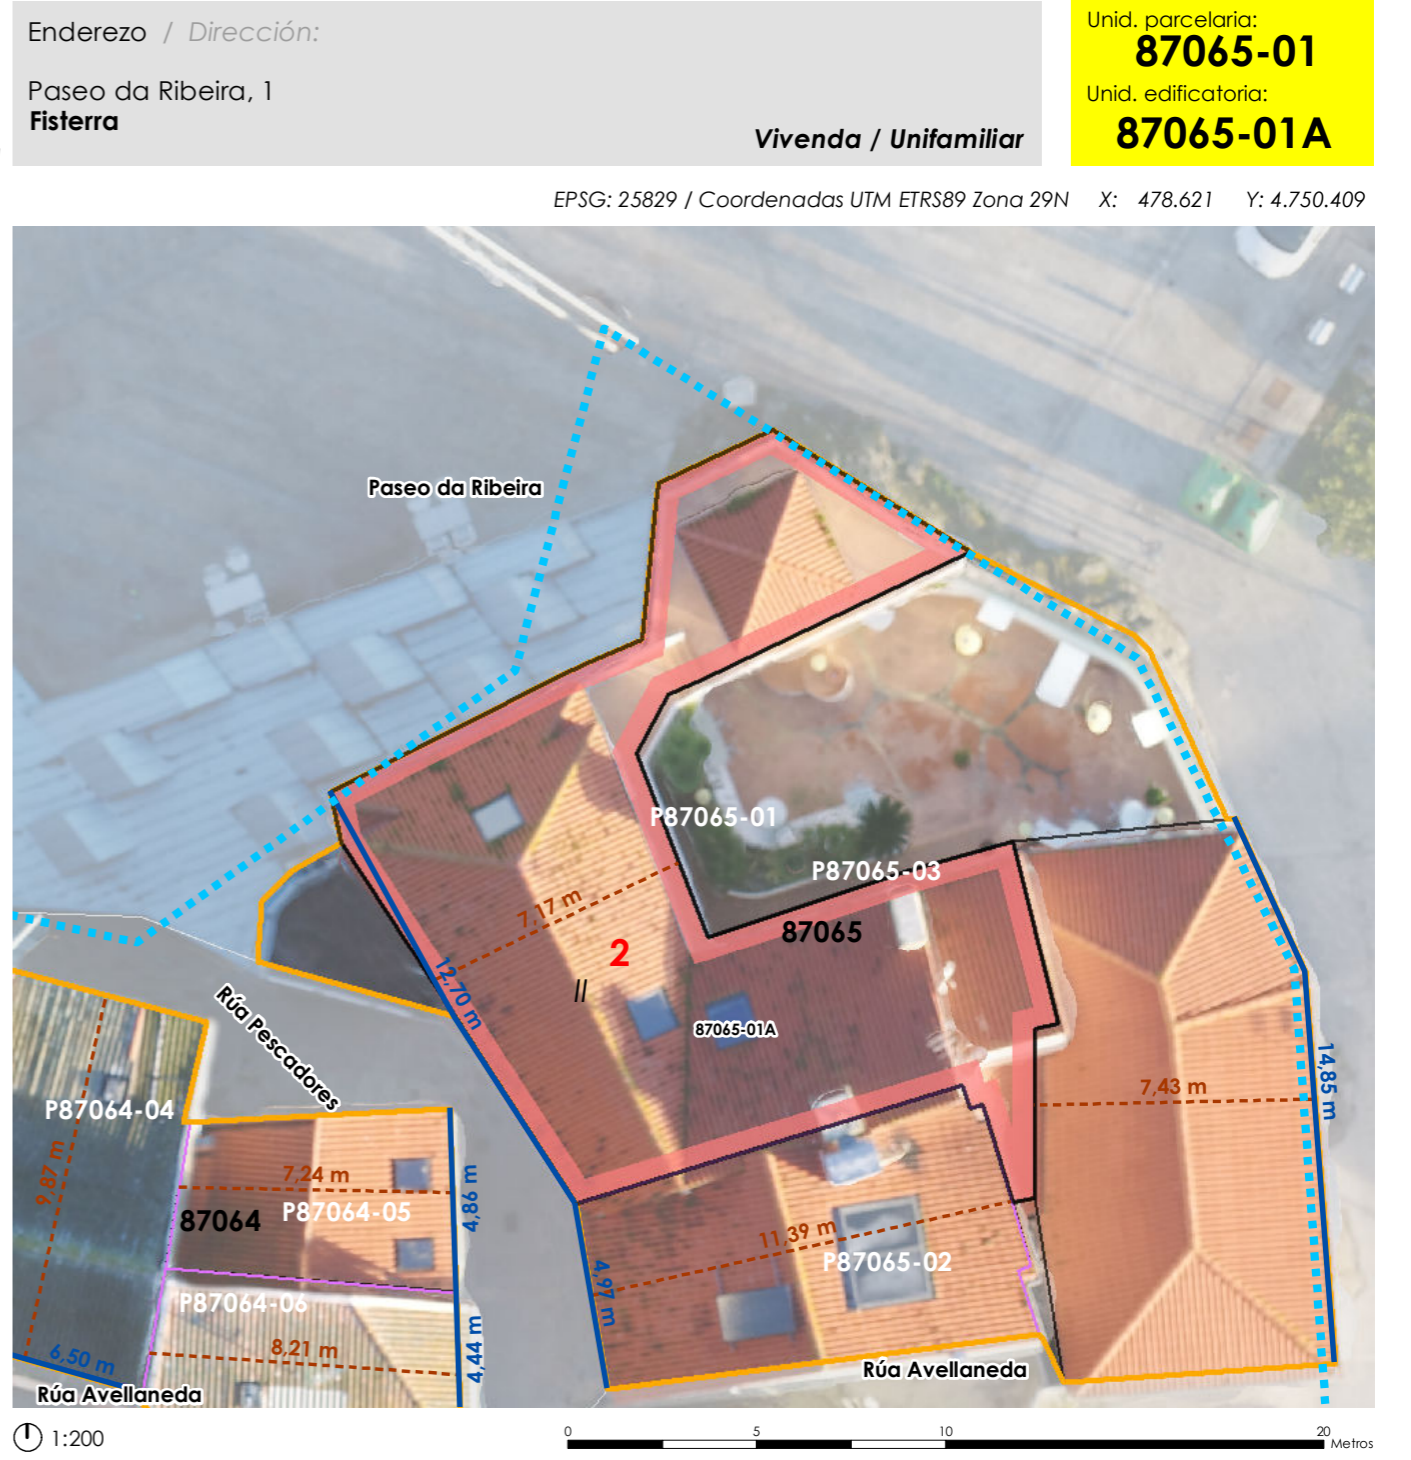 Enderezo / Dirección:
Paseo da Ribeira, 1
Fisterra
Vivenda / Unifamiliar
Unid. parcelaria:
87065-01
Unid. edificatoria:
87065-01A
EPSG: 25829 / Coordenadas UTM ETRS89 Zona 29N X: 478.621 Y: 4.750.409
Paseo da Ribeira
P87065-01
P87065-03
7,17 m
87065
2
II
12,70 m
87065-01A
Rúa Pescadores
14,85 m
7,43 m
P87064-04
9,87 m
7,24 m
4,86 m
P87064-05
87064
11,39 m
P87065-02
4,97 m
P87064-06
8,21 m
4,44 m
6,50 m
Rúa Avellaneda
Rúa Avellaneda
1:200
0 5 10 20
Metros